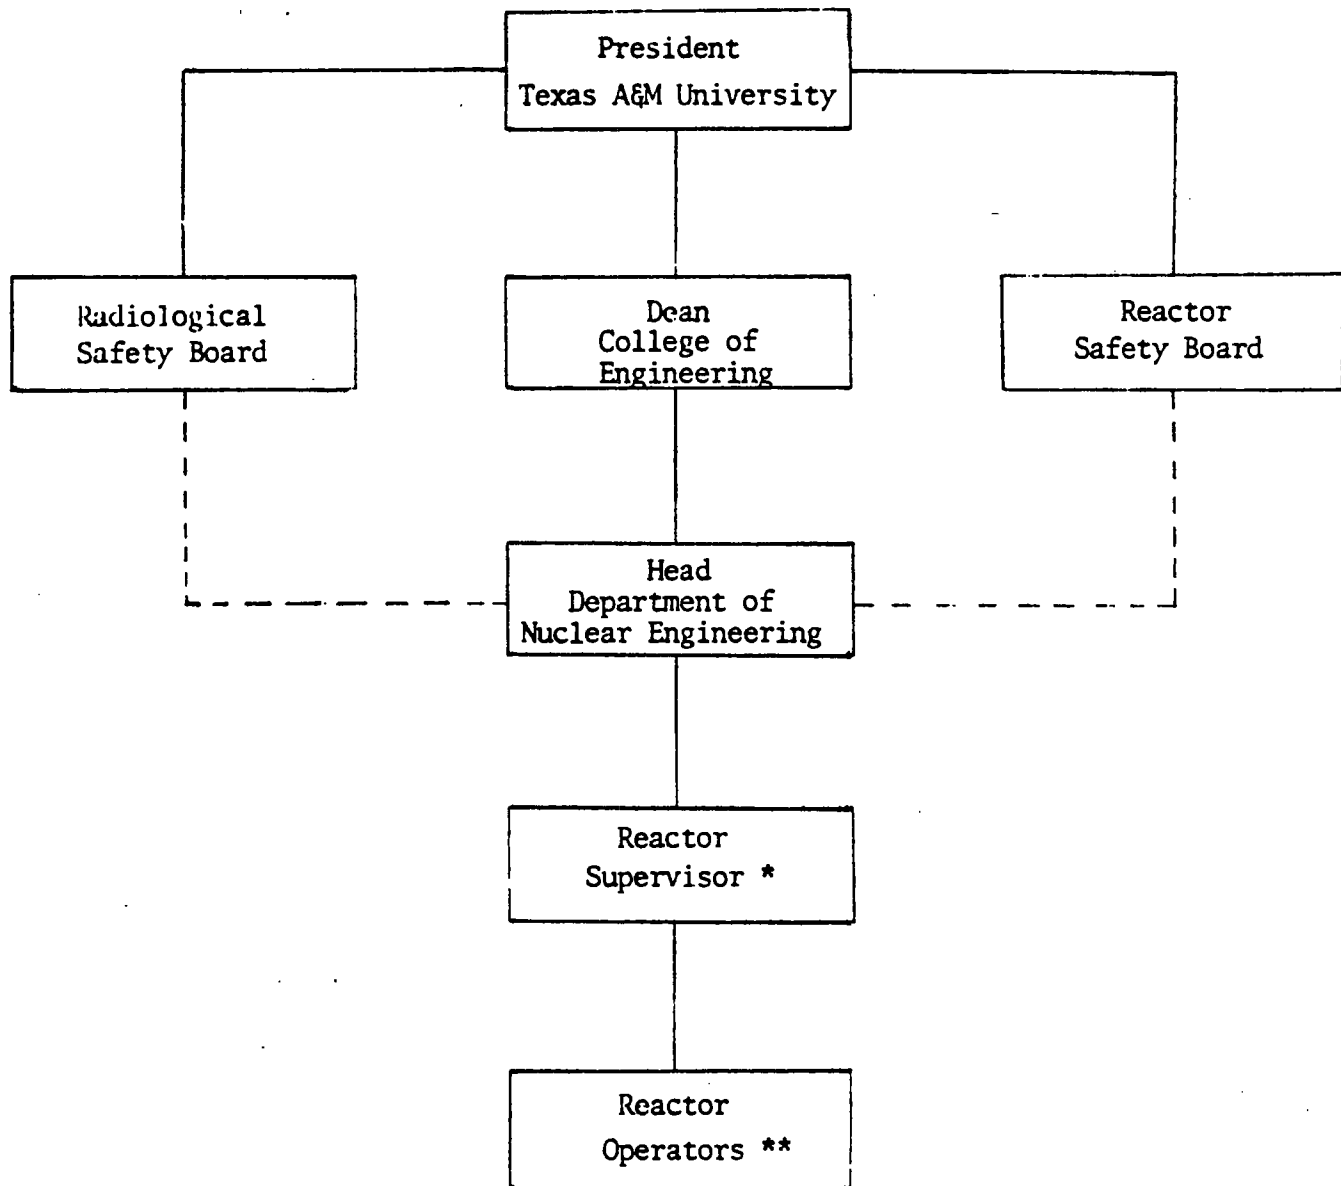 President
Texas A&M University
Radiological
Safety Board
Dean
College of
Engineering
Reactor
Safety Board
Head
Department of
Nuclear Engineering
Reactor
Supervisor *
Reactor
Operators **